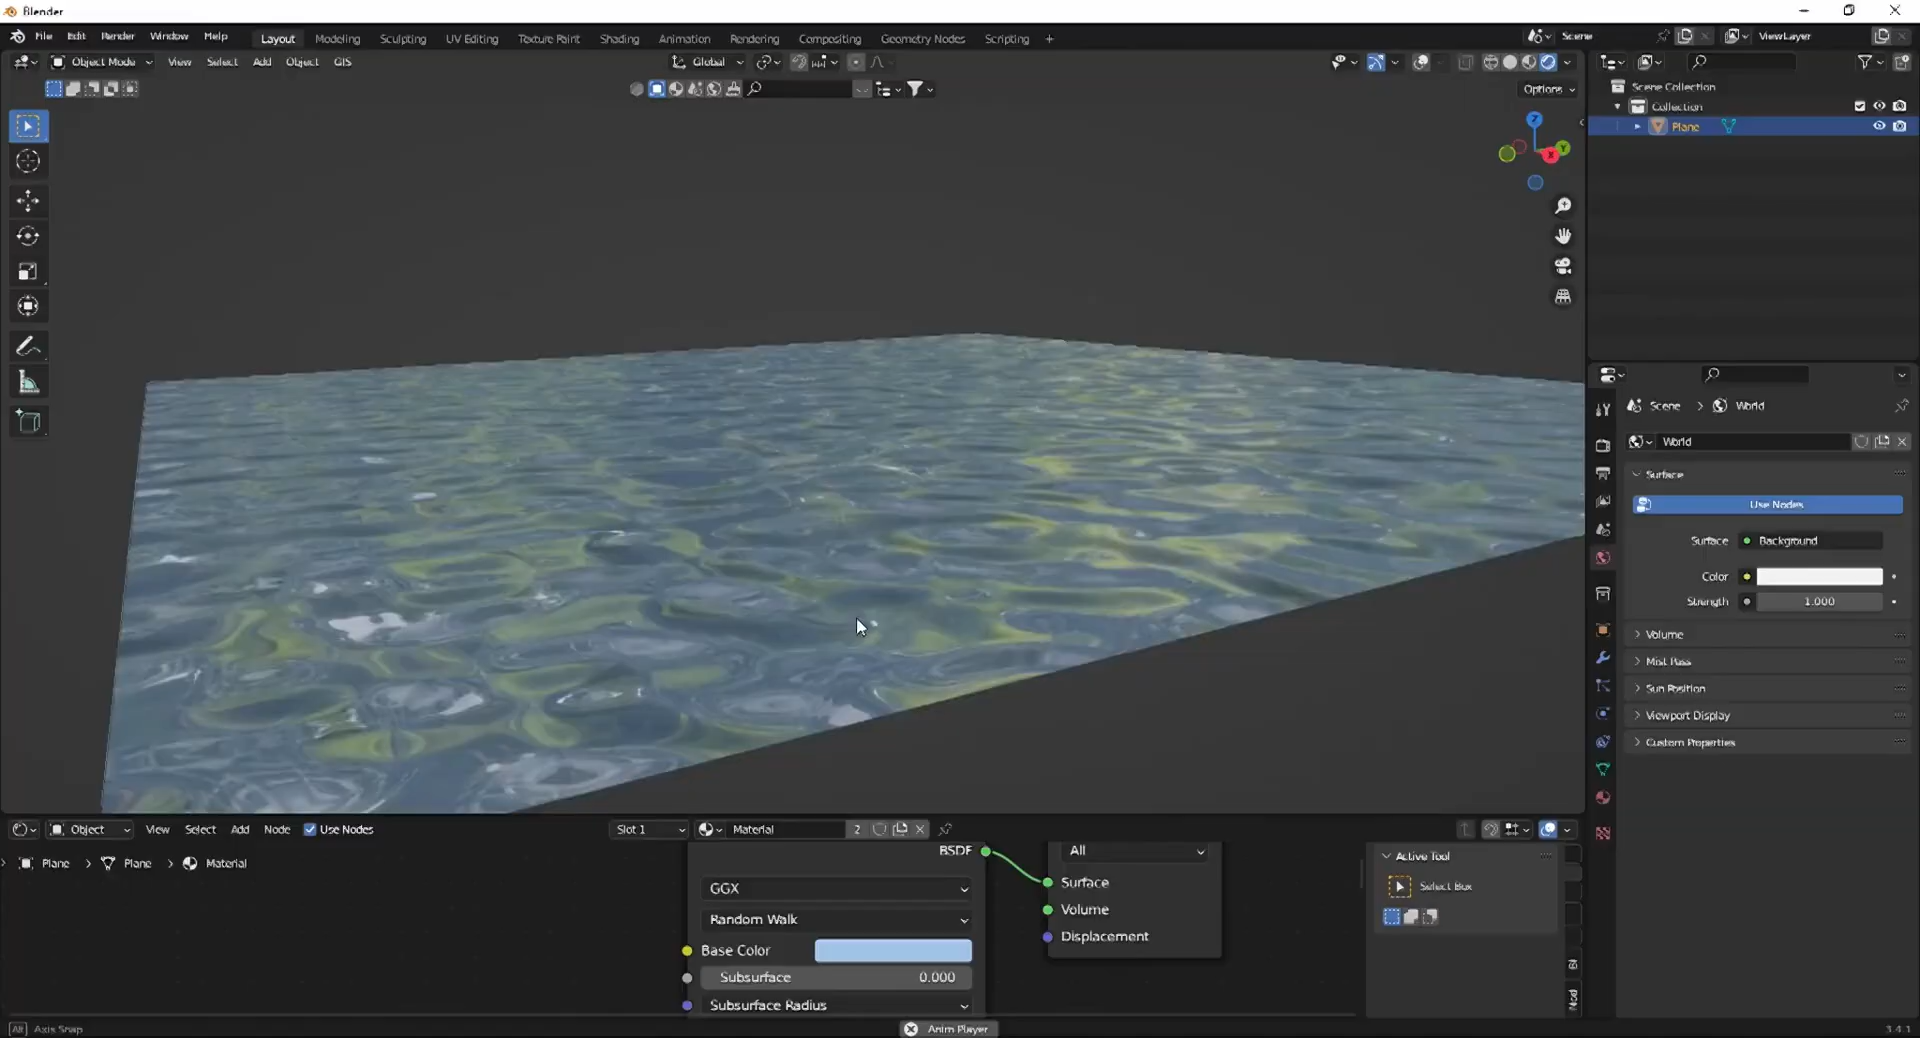 Blender
File Edit Render Window Help Layout Modeling Sculpting UV Editing Texture Paint Shading Animation Rendering Compositing Geometry Nodes Scripting + Scene ViewLayer
Object Mode View Select Add Object GIS Global
Options
Scene Collection
Collection
Plane
Z
X
Y
Scene > World
World
Surface
Use Nodes
Surface Background
Color
Strength 1.000
Volume
Mist Pass
Sun Position
Viewport Display
Custom Properties
Object View Select Add Node Use Nodes Slot 1 Material 2
Plane > Plane > Material
BSDF
GGX
Random Walk
Base Color
Subsurface 0.000
Subsurface Radius
All
Surface
Volume
Displacement
Active Tool
Select Box
Alt Axis Snap
Anim Player
3.4.1